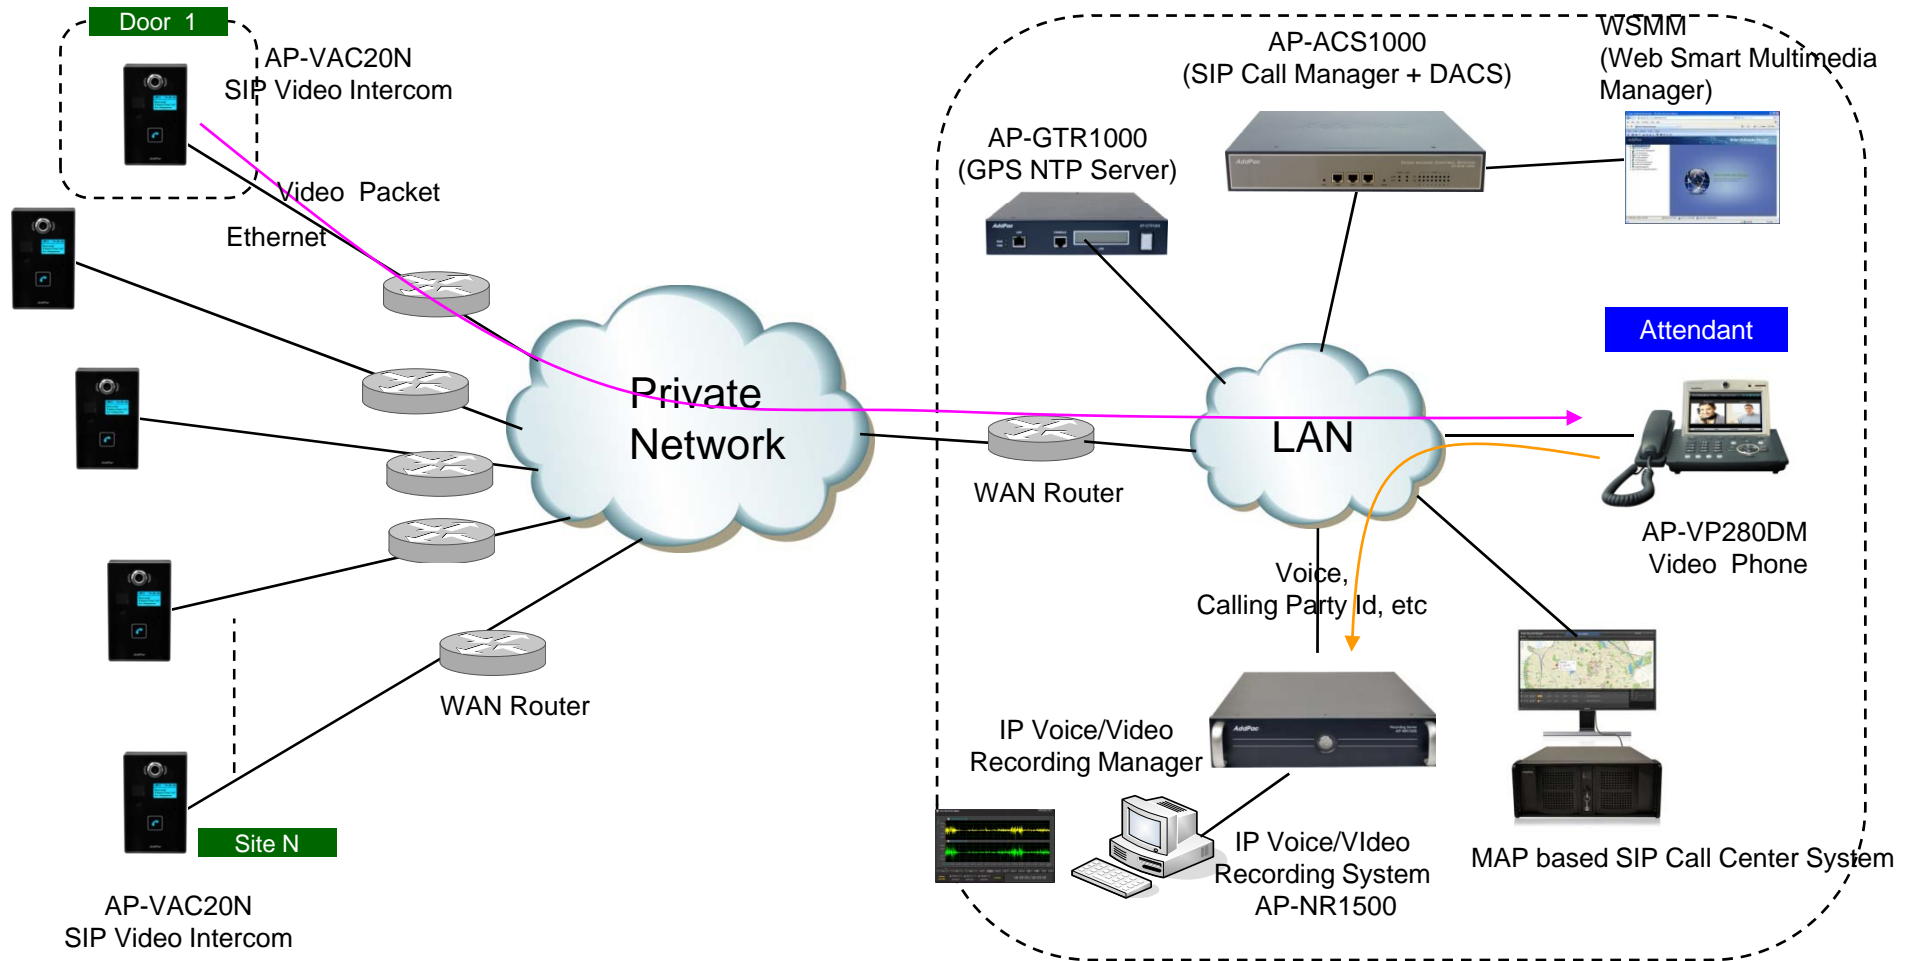 Door 1
AP-VAC20N
SIP Video Intercom
Video Packet
Ethernet
Private
Network
WAN Router
Site N
AP-VAC20N
SIP Video Intercom
AP-ACS1000
(SIP Call Manager + DACS)
WSMM
(Web Smart Multimedia
Manager)
AP-GTR1000
(GPS NTP Server)
AddPac
AddPac
Attendant
LAN
WAN Router
AP-VP280DM
Video Phone
Voice,
Calling Party Id, etc
IP Voice/Video
Recording Manager
AddPac
IP Voice/VIdeo
Recording System
AP-NR1500
MAP based SIP Call Center System